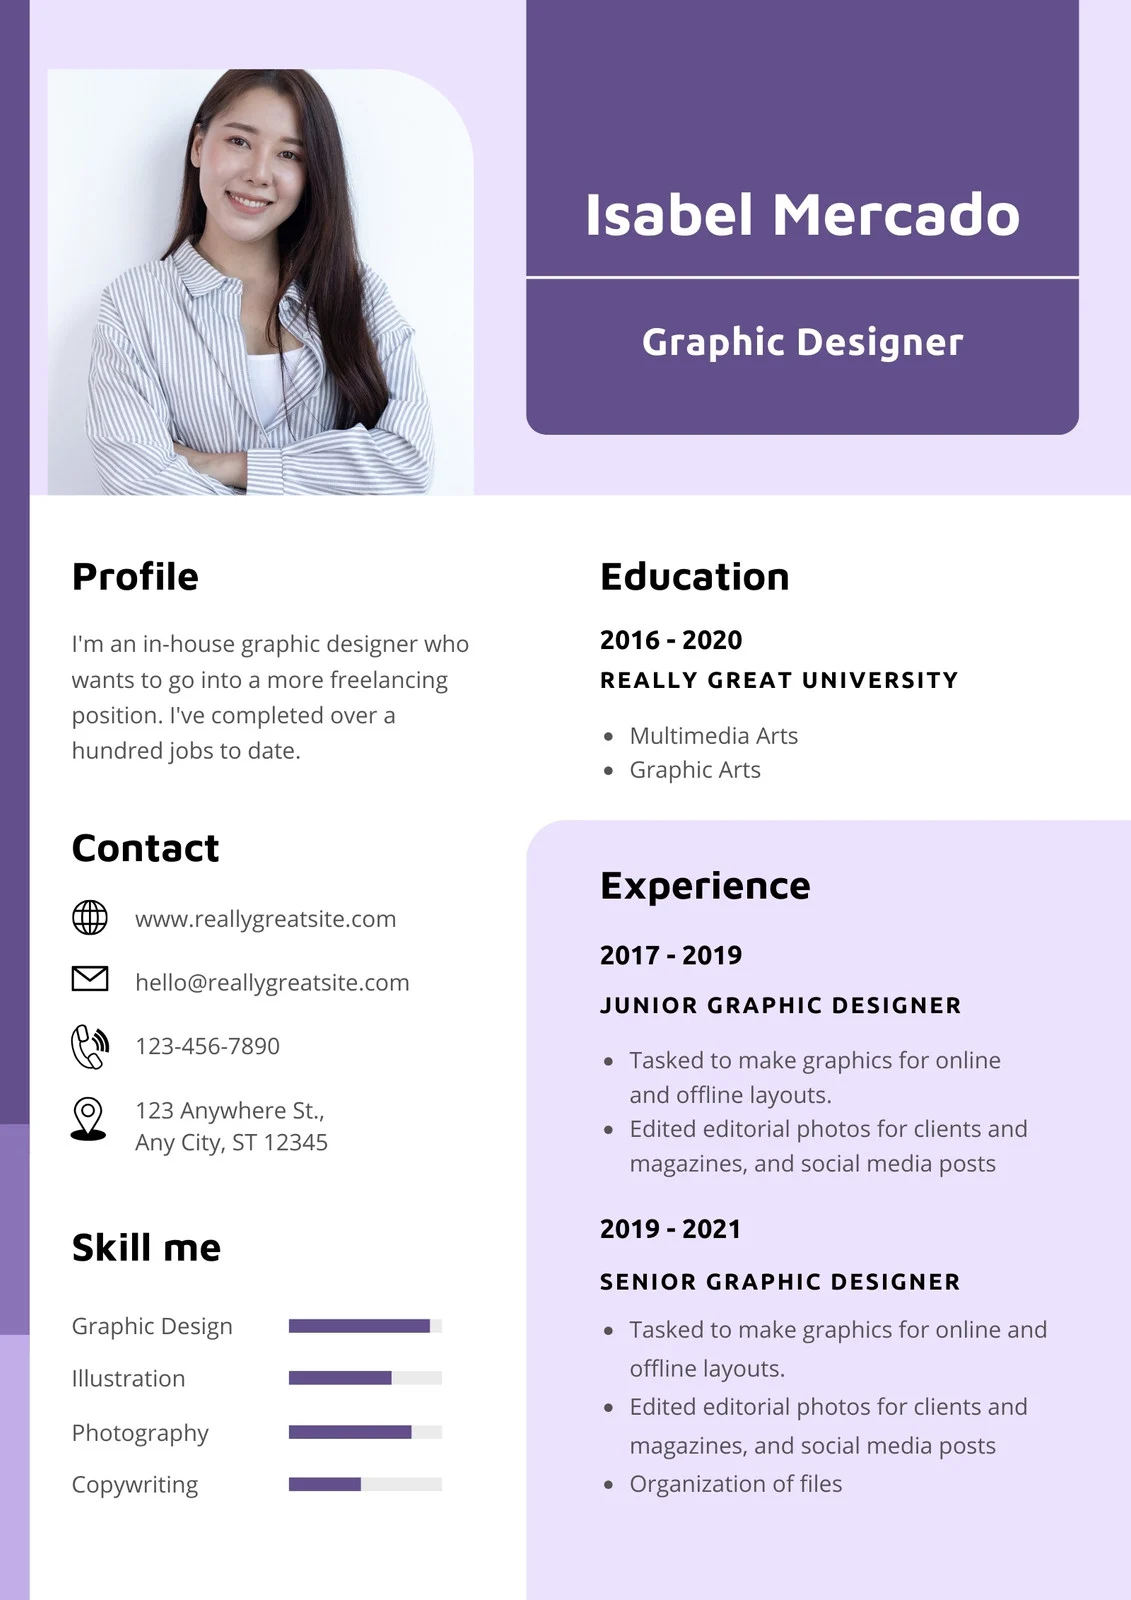 Isabel Mercado
Graphic Designer
Profile
I'm an in-house graphic designer who
wants to go into a more freelancing
position. I've completed over a
hundred jobs to date.
Contact
www.reallygreatsite.com
hello@reallygreatsite.com
123-456-7890
123 Anywhere St.,
Any City, ST 12345
Skill me
Graphic Design
Illustration
Photography
Copywriting
Education
2016 - 2020
REALLY GREAT UNIVERSITY
• Multimedia Arts
• Graphic Arts
Experience
2017 - 2019
JUNIOR GRAPHIC DESIGNER
• Tasked to make graphics for online
and offline layouts.
• Edited editorial photos for clients and
magazines, and social media posts
2019 - 2021
SENIOR GRAPHIC DESIGNER
• Tasked to make graphics for online and
offline layouts.
• Edited editorial photos for clients and
magazines, and social media posts
• Organization of files